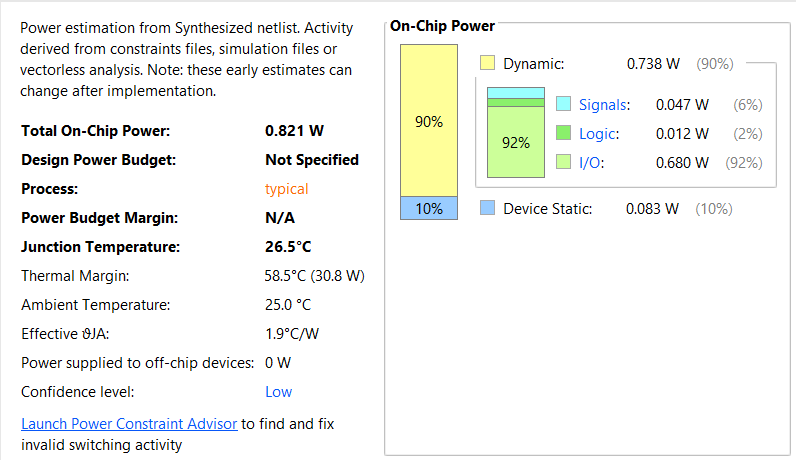 Power estimation from Synthesized netlist. Activity
derived from constraints files, simulation files or
vectorless analysis. Note: these early estimates can
change after implementation.
Total On-Chip Power: 0.821 W
Design Power Budget: Not Specified
Process: typical
Power Budget Margin: N/A
Junction Temperature: 26.5°C
Thermal Margin: 58.5°C (30.8 W)
Ambient Temperature: 25.0 °C
Effective ϑJA: 1.9°C/W
Power supplied to off-chip devices: 0 W
Confidence level: Low
Launch Power Constraint Advisor to find and fix
invalid switching activity
On-Chip Power
90%
10%
Dynamic: 0.738 W (90%)
92%
Signals: 0.047 W (6%)
Logic: 0.012 W (2%)
I/O: 0.680 W (92%)
Device Static: 0.083 W (10%)